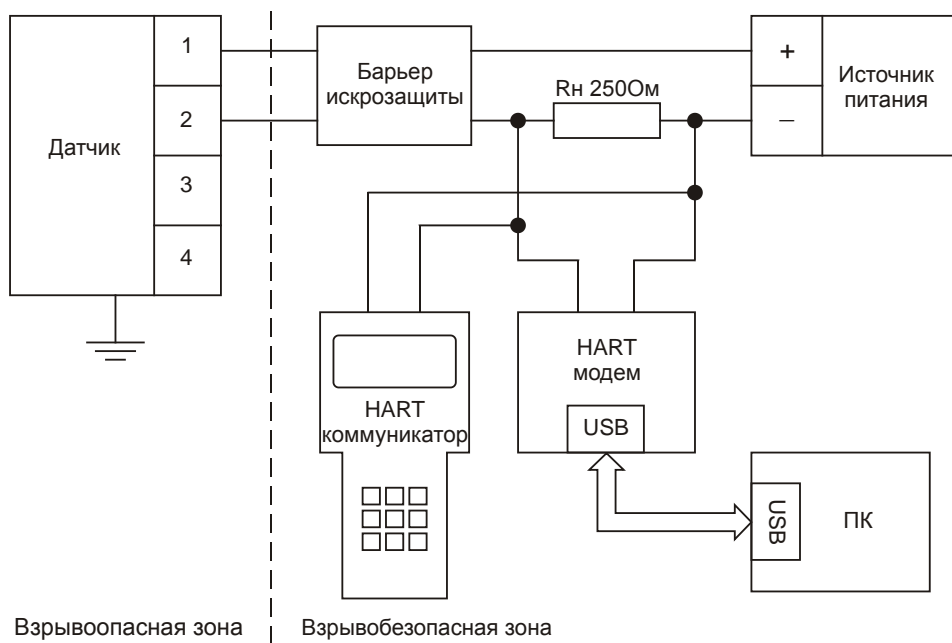 Датчик
1
2
3
4
Барьер
искрозащиты
Rн 250Ом
+
–
Источник
питания
HART
коммуникатор
HART
модем
USB
USB
ПК
Взрывоопасная зона
Взрывобезопасная зона